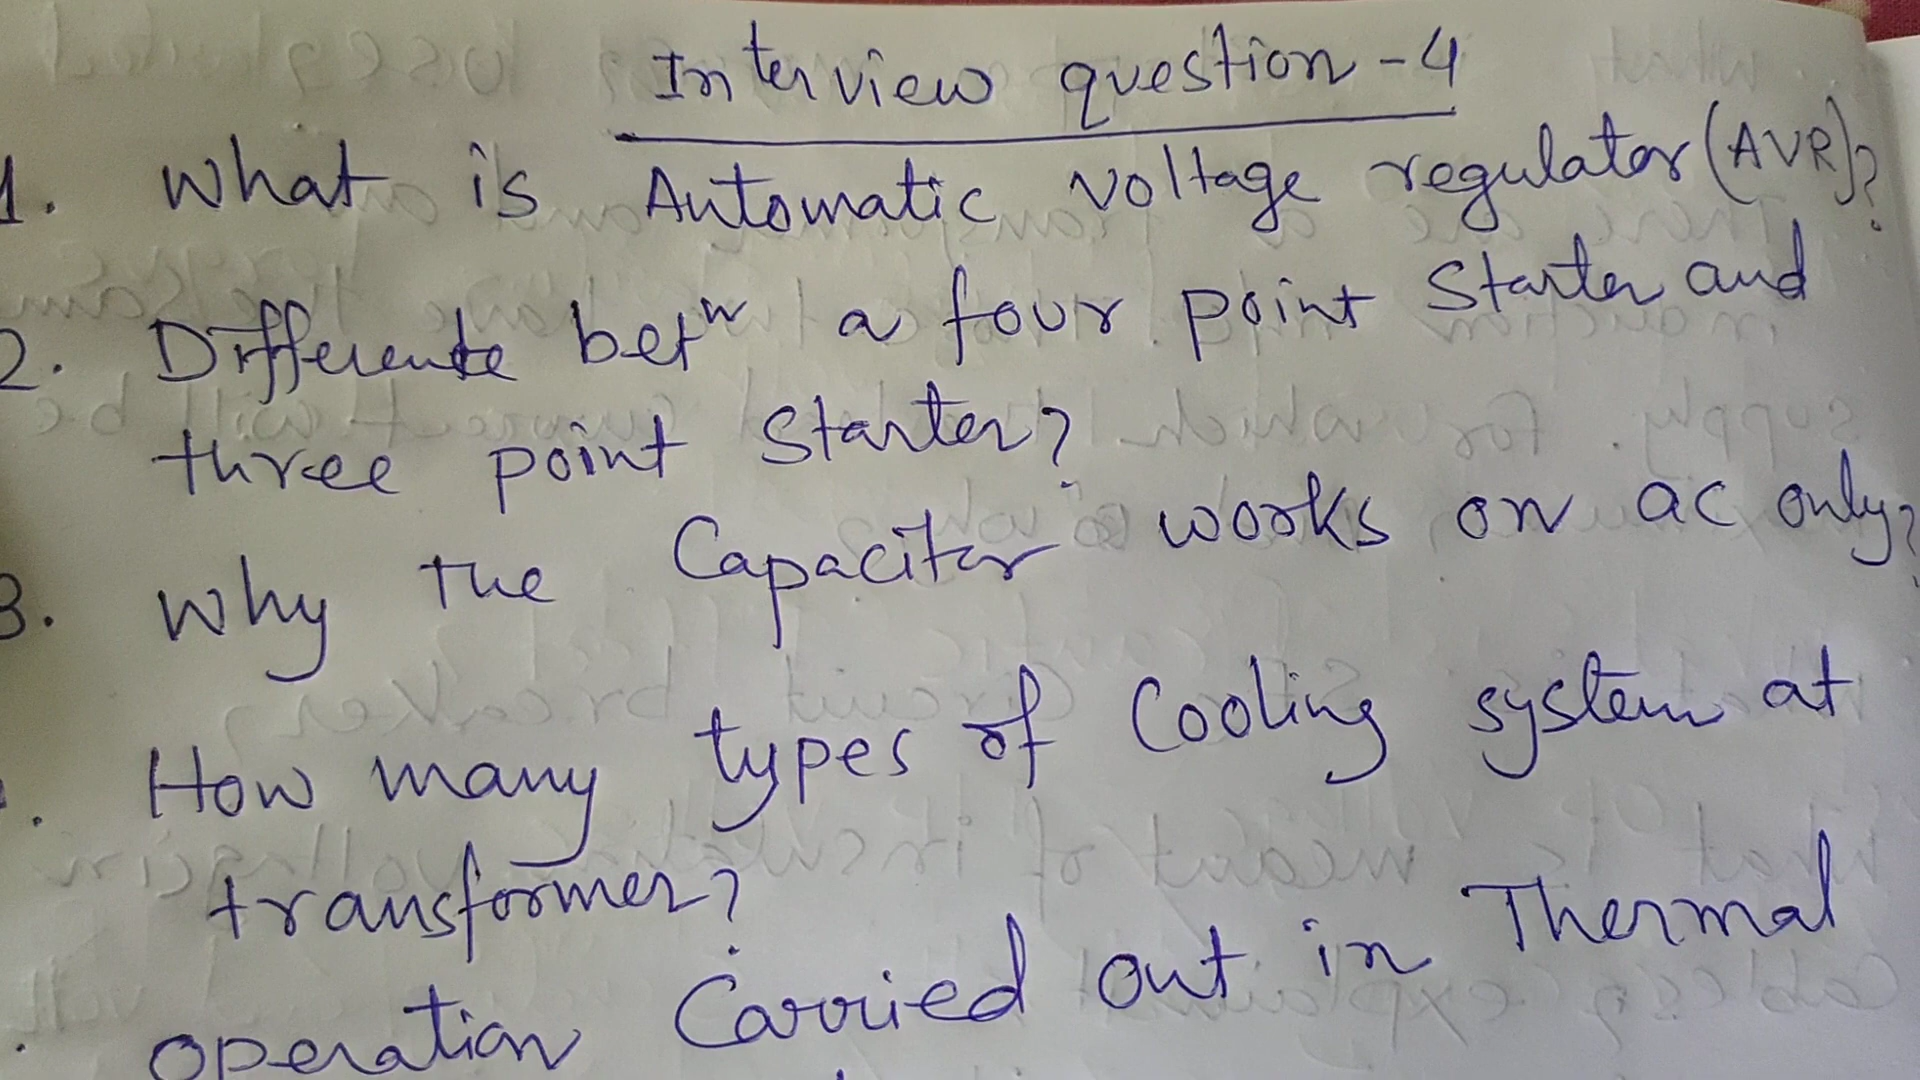 Interview question - 4
1. What is Automatic voltage regulator (AVR)?
2. Differente betn a four point Starter and
three point Starter?
3. Why the Capacitor works on ac only?
. How many types of Cooling system at
transformer?
. Operation Carried out in Thermal